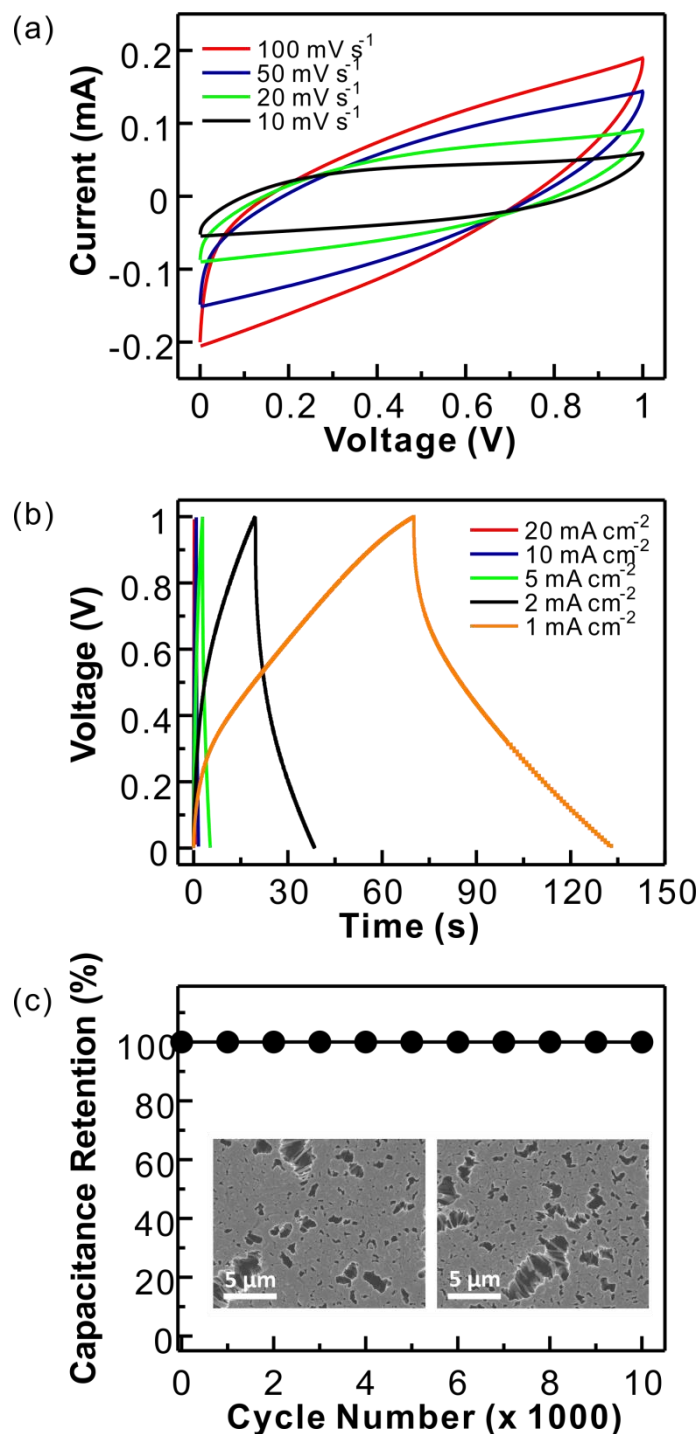 (a)
100 mV s-1
50 mV s-1
20 mV s-1
10 mV s-1
Current (mA)
0.2
0.1
0
-0.1
-0.2
0 0.2 0.4 0.6 0.8 1
Voltage (V)
(b)
20 mA cm-2
10 mA cm-2
5 mA cm-2
2 mA cm-2
1 mA cm-2
Voltage (V)
1
0.8
0.6
0.4
0.2
0
0 30 60 90 120 150
Time (s)
(c)
Capacitance Retention (%)
100
80
60
40
20
0
5 µm
5 µm
0 2 4 6 8 10
Cycle Number (x 1000)